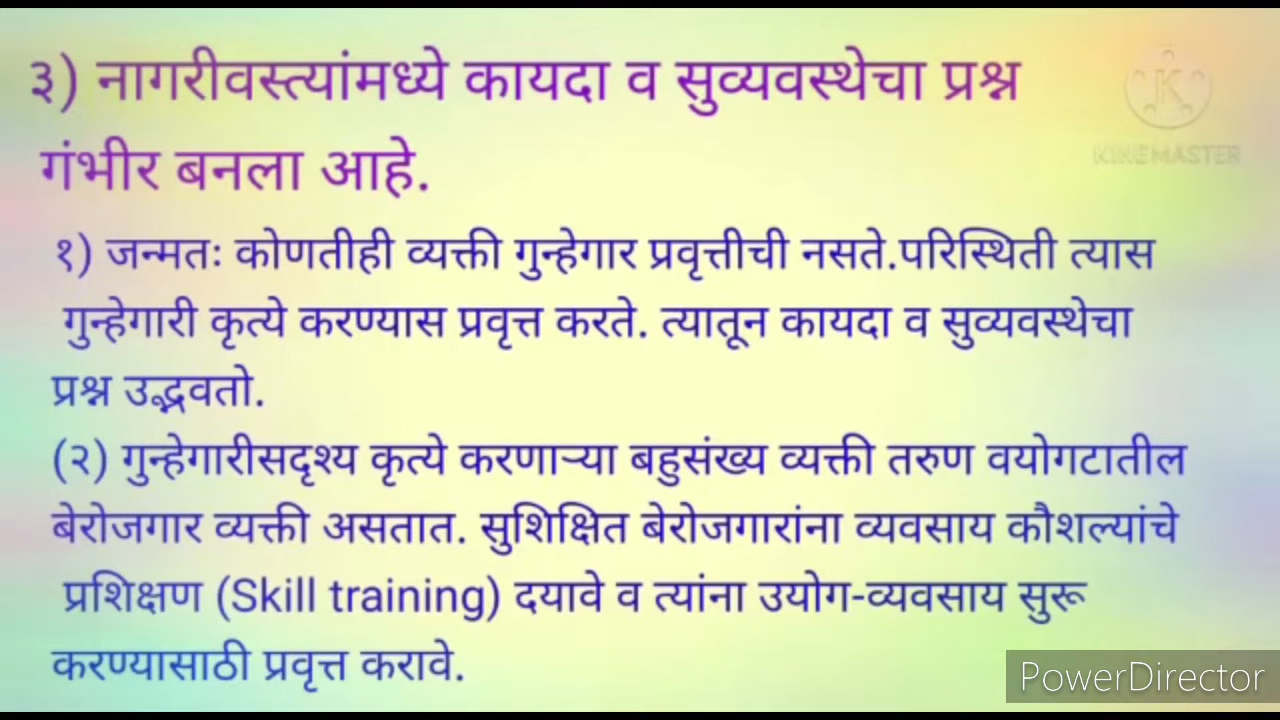 ३) नागरीवस्त्यांमध्ये कायदा व सुव्यवस्थेचा प्रश्न
गंभीर बनला आहे.
KINEMASTER
१) जन्मतः कोणतीही व्यक्ती गुन्हेगार प्रवृत्तीची नसते.परिस्थिती त्यास
गुन्हेगारी कृत्ये करण्यास प्रवृत्त करते. त्यातून कायदा व सुव्यवस्थेचा
प्रश्न उद्भवतो.
(२) गुन्हेगारीसदृश्य कृत्ये करणाऱ्या बहुसंख्य व्यक्ती तरुण वयोगटातील
बेरोजगार व्यक्ती असतात. सुशिक्षित बेरोजगारांना व्यवसाय कौशल्यांचे
प्रशिक्षण (Skill training) दयावे व त्यांना उयोग-व्यवसाय सुरू
करण्यासाठी प्रवृत्त करावे.
PowerDirector